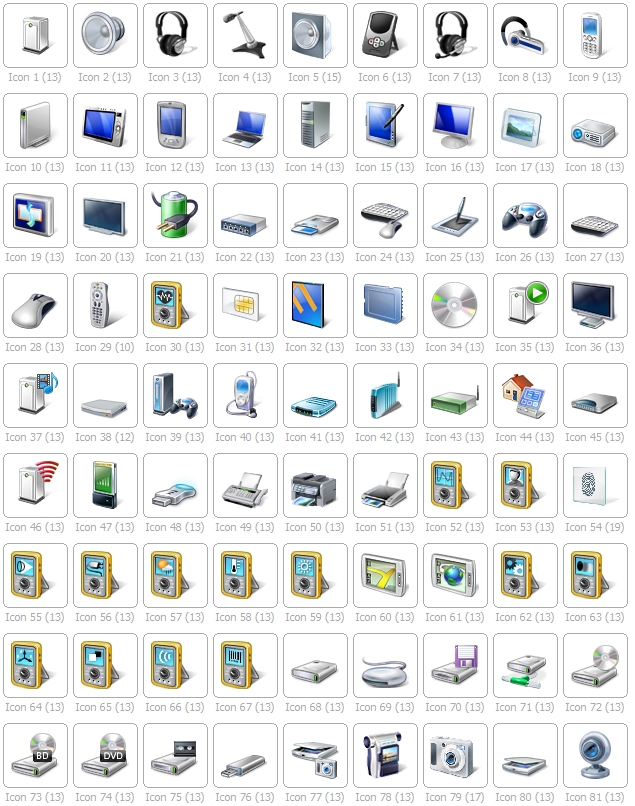 Icon 1 (13) Icon 2 (13) Icon 3 (13) Icon 4 (13) Icon 5 (15) Icon 6 (13) Icon 7 (13) Icon 8 (13) Icon 9 (13)
Icon 10 (13) Icon 11 (13) Icon 12 (13) Icon 13 (13) Icon 14 (13) Icon 15 (13) Icon 16 (13) Icon 17 (13) Icon 18 (13)
Icon 19 (13) Icon 20 (13) Icon 21 (13) Icon 22 (13) Icon 23 (13) Icon 24 (13) Icon 25 (13) Icon 26 (13) Icon 27 (13)
Icon 28 (13) Icon 29 (10) Icon 30 (13) Icon 31 (13) Icon 32 (13) Icon 33 (13) Icon 34 (13) Icon 35 (13) Icon 36 (13)
Icon 37 (13) Icon 38 (12) Icon 39 (13) Icon 40 (13) Icon 41 (13) Icon 42 (13) Icon 43 (13) Icon 44 (13) Icon 45 (13)
Icon 46 (13) Icon 47 (13) Icon 48 (13) Icon 49 (13) Icon 50 (13) Icon 51 (13) Icon 52 (13) Icon 53 (13) Icon 54 (19)
Icon 55 (13) Icon 56 (13) Icon 57 (13) Icon 58 (13) Icon 59 (13) Icon 60 (13) Icon 61 (13) Icon 62 (13) Icon 63 (13)
Icon 64 (13) Icon 65 (13) Icon 66 (13) Icon 67 (13) Icon 68 (13) Icon 69 (13) Icon 70 (13) Icon 71 (13) Icon 72 (13)
BD DVD
Icon 73 (13) Icon 74 (13) Icon 75 (13) Icon 76 (13) Icon 77 (13) Icon 78 (13) Icon 79 (17) Icon 80 (13) Icon 81 (13)